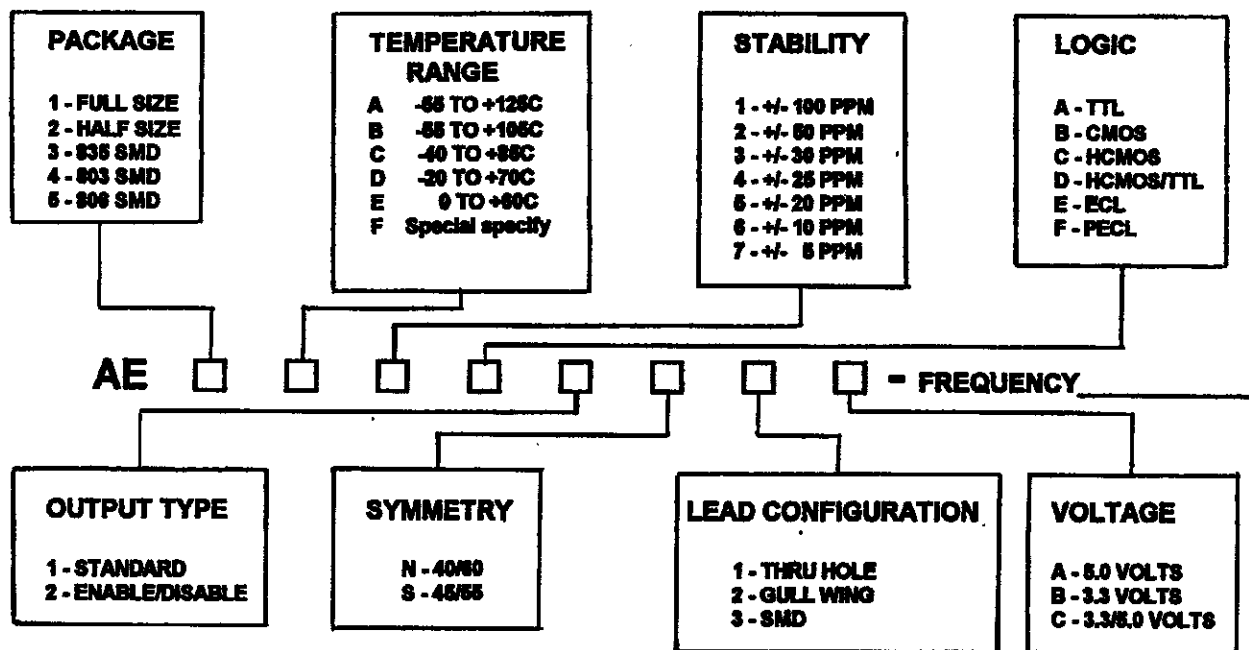 PACKAGE
1 - FULL SIZE
2 - HALF SIZE
3 - 835 SMD
4 - 803 SMD
5 - 806 SMD
TEMPERATURE
RANGE
A -55 TO +125C
B -55 TO +105C
C -40 TO +85C
D -20 TO +70C
E 0 TO +60C
F Special specify
STABILITY
1 - +/- 100 PPM
2 - +/- 50 PPM
3 - +/- 30 PPM
4 - +/- 25 PPM
5 - +/- 20 PPM
6 - +/- 10 PPM
7 - +/- 5 PPM
LOGIC
A - TTL
B - CMOS
C - HCMOS
D - HCMOS/TTL
E - ECL
F - PECL
AE - FREQUENCY
OUTPUT TYPE
1 - STANDARD
2 - ENABLE/DISABLE
SYMMETRY
N - 40/60
S - 45/55
LEAD CONFIGURATION
1 - THRU HOLE
2 - GULL WING
3 - SMD
VOLTAGE
A - 5.0 VOLTS
B - 3.3 VOLTS
C - 3.3/5.0 VOLTS